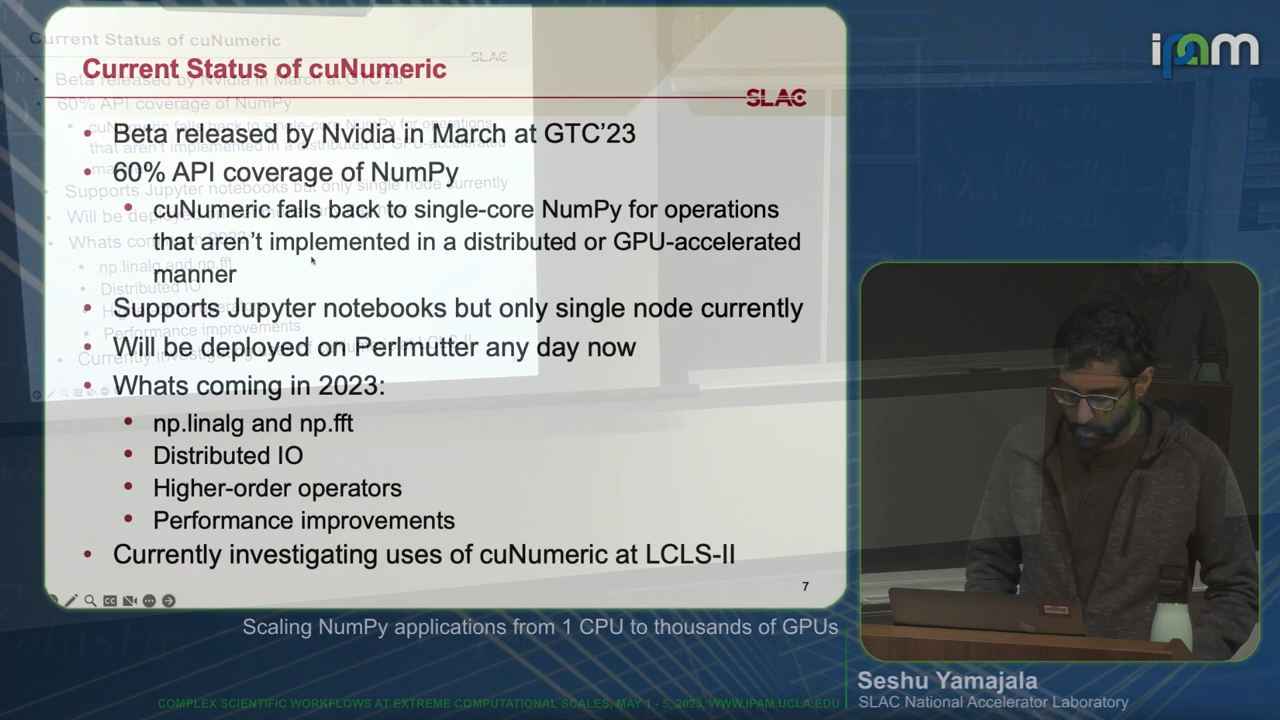 ipam
Current Status of cuNumeric
SLAC
Beta released by Nvidia in March at GTC'23
60% API coverage of NumPy
cuNumeric falls back to single-core NumPy for operations
that aren't implemented in a distributed or GPU-accelerated
manner
Supports Jupyter notebooks but only single node currently
Will be deployed on Perlmutter any day now
Whats coming in 2023:
np.linalg and np.fft
Distributed IO
Higher-order operators
Performance improvements
Currently investigating uses of cuNumeric at LCLS-II
7
Scaling NumPy applications from 1 CPU to thousands of GPUs
Seshu Yamajala
SLAC National Accelerator Laboratory
COMPLEX SCIENTIFIC WORKFLOWS AT EXTREME COMPUTATIONAL SCALES, MAY 1 - 5, 2023, WWW.IPAM.UCLA.EDU